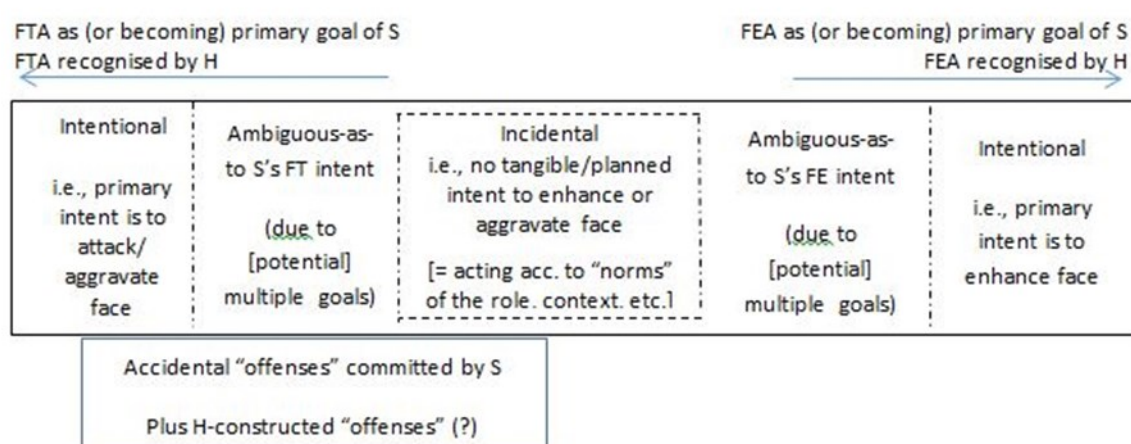 FTA as (or becoming) primary goal of S
FTA recognised by H
FEA as (or becoming) primary goal of S
FEA recognised by H
Intentional
i.e., primary
intent is to
attack/
aggravate
face
Ambiguous-as-
to S's FT intent
(due to
[potential]
multiple goals)
Incidental
i.e., no tangible/planned
intent to enhance or
aggravate face
[= acting acc. to “norms”
of the role. context. etc.]
Ambiguous-as-
to S's FE intent
(due to
[potential]
multiple goals)
Intentional
i.e., primary
intent is to
enhance face
Accidental “offenses” committed by S
Plus H-constructed “offenses” (?)